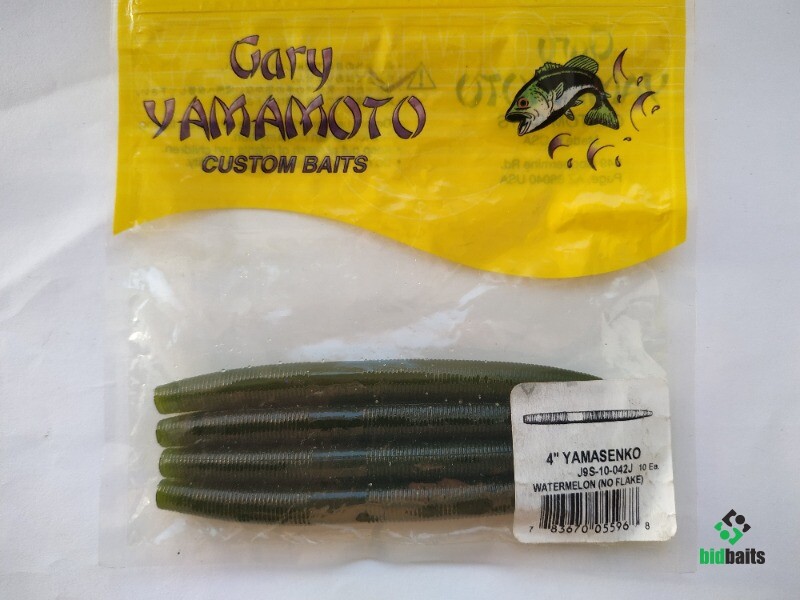 Gary
YAMAMOTO
CUSTOM BAITS
4" YAMASENKO
J9S-10-042J 10 Ea.
WATERMELON (NO FLAKE)
7 83670 05596 8
bidbaits